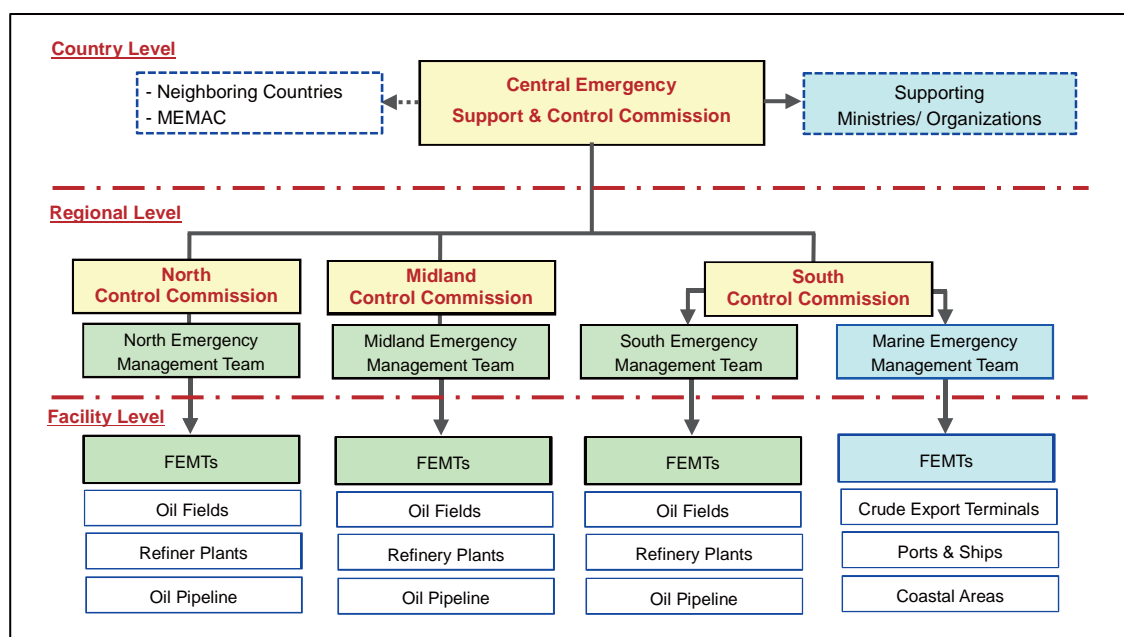 Country Level
- Neighboring Countries
- MEMAC
Central Emergency
Support & Control Commission
Supporting
Ministries/ Organizations
Regional Level
North
Control Commission
Midland
Control Commission
South
Control Commission
North Emergency
Management Team
Midland Emergency
Management Team
South Emergency
Management Team
Marine Emergency
Management Team
Facility Level
FEMTs
FEMTs
FEMTs
FEMTs
Oil Fields
Oil Fields
Oil Fields
Crude Export Terminals
Refiner Plants
Refinery Plants
Refinery Plants
Ports & Ships
Oil Pipeline
Oil Pipeline
Oil Pipeline
Coastal Areas